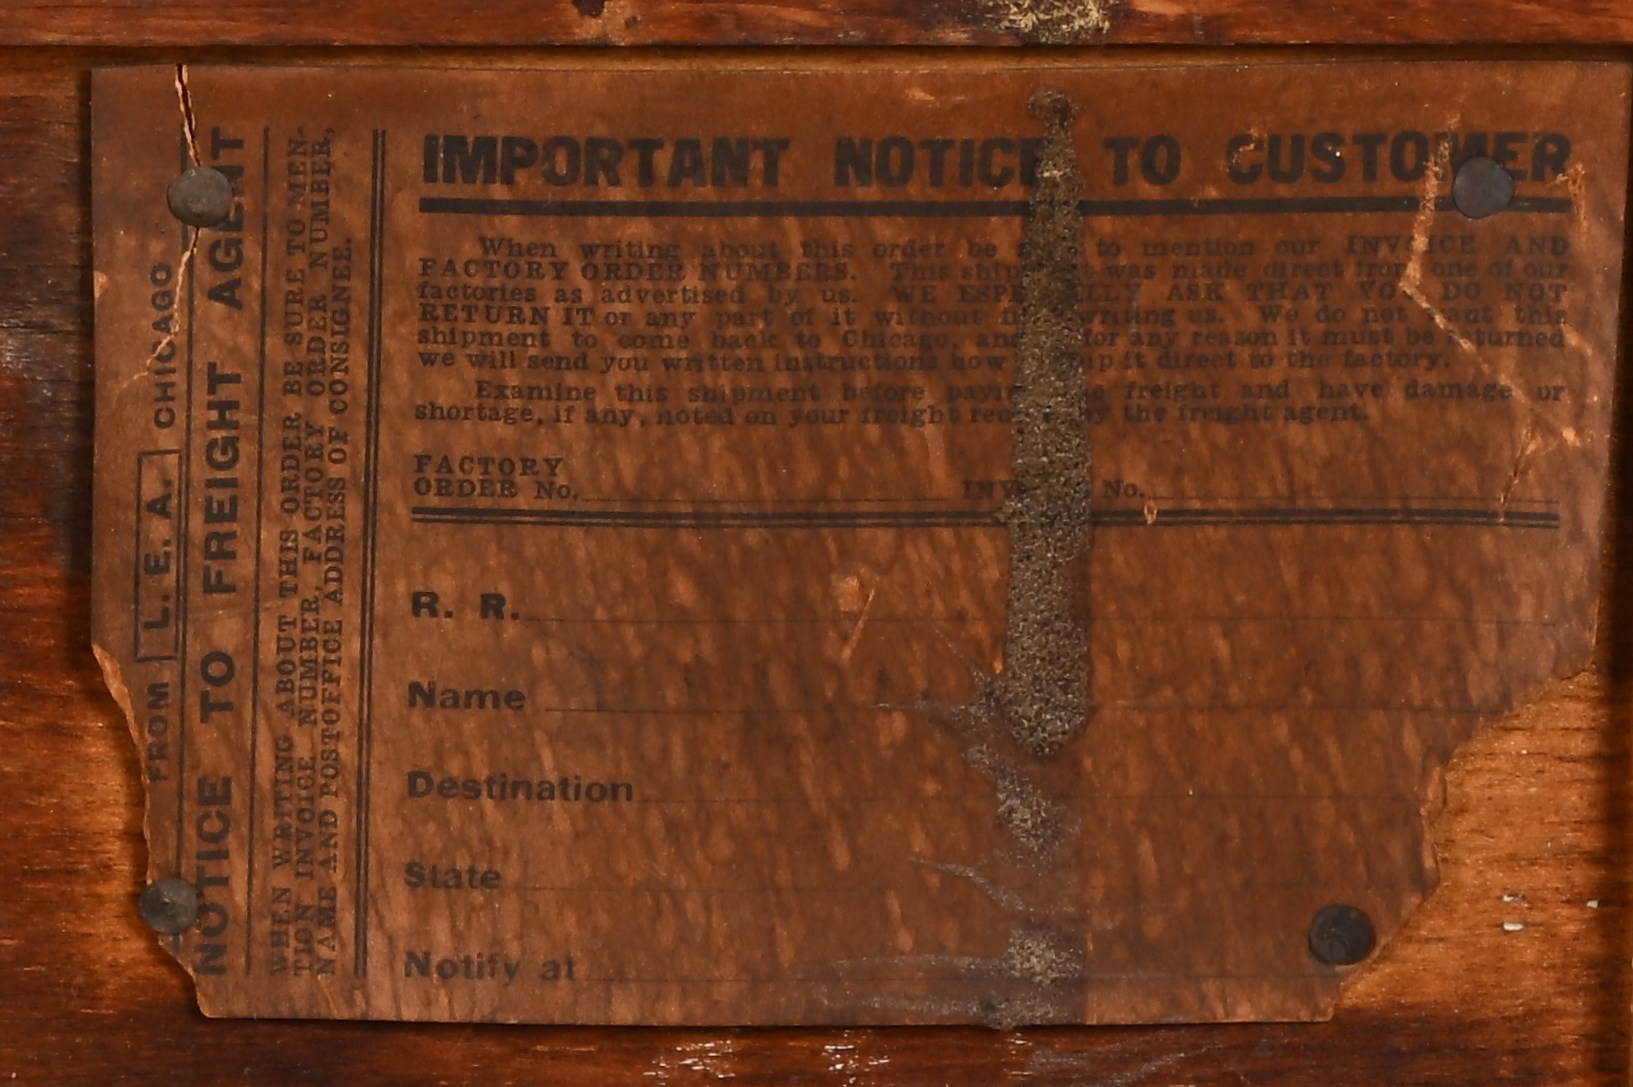 FROM L. E. A. CHICAGO
NOTICE TO FREIGHT AGENT
WHEN WRITING ABOUT THIS ORDER BE SURE TO MEN-
TION INVOICE NUMBER, FACTORY ORDER NUMBER,
NAME AND POSTOFFICE ADDRESS OF CONSIGNEE.
IMPORTANT NOTICE TO CUSTOMER
When writing about this order be to mention our INVOICE AND
FACTORY ORDER NUMBERS. This shipment was made direct from one of our
factories as advertised by us. WE ESPECIALLY ASK THAT YOU DO NOT
RETURN IT or any part of it without first writing us. We do not want this
shipment to come back to Chicago, and for any reason it must be returned
we will send you written instructions how ship it direct to the factory.
Examine this shipment before paying the freight and have damage or
shortage, if any, noted on your freight by the freight agent.
FACTORY
ORDER No. INVOICE No.
R. R.
Name
Destination
State
Notify at